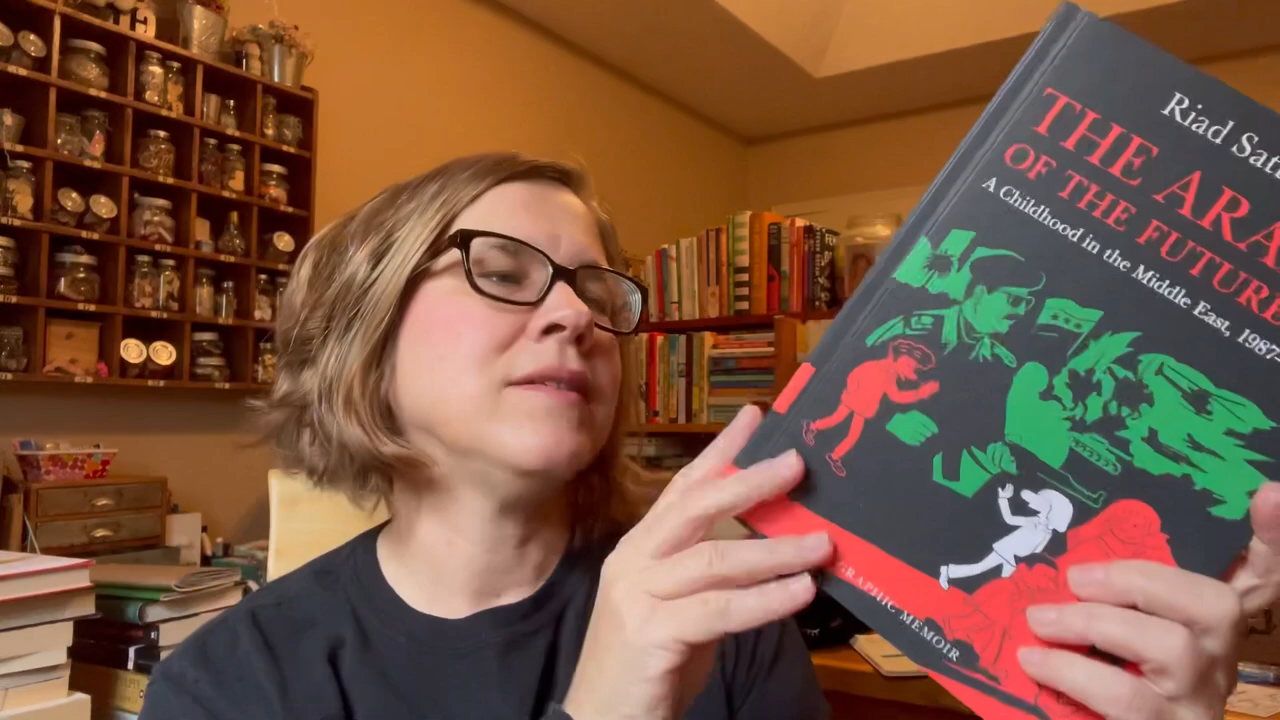 Riad Sat
THE ARA
OF THE FUTURE
A Childhood in the Middle East, 1987
GRAPHIC MEMOIR